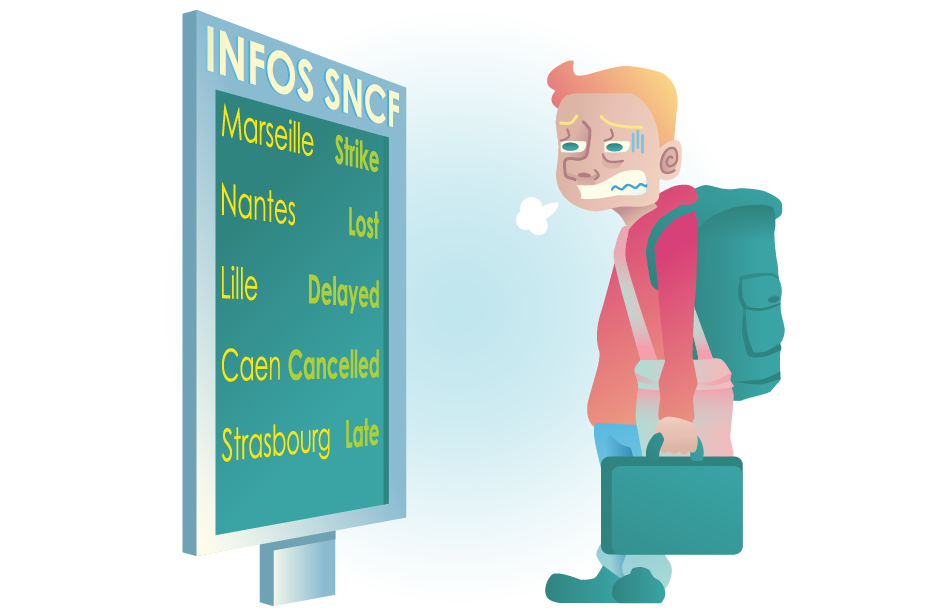 INFOS SNCF
Marseille Strike
Nantes Lost
Lille Delayed
Caen Cancelled
Strasbourg Late